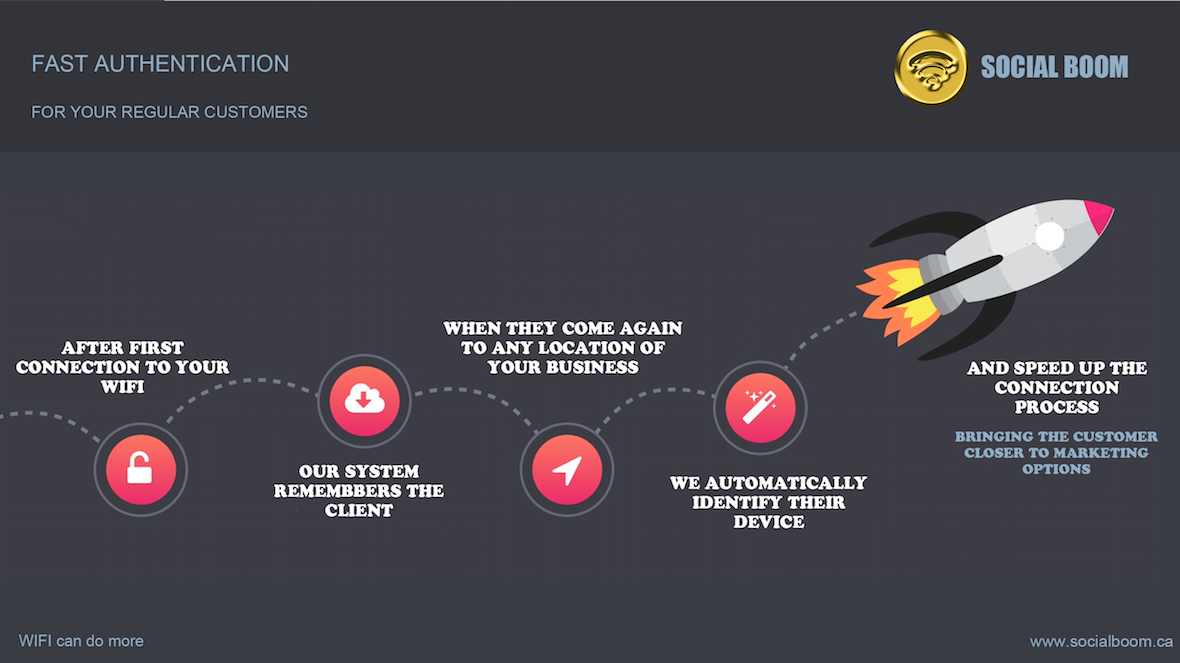 FAST AUTHENTICATION
FOR YOUR REGULAR CUSTOMERS
SOCIAL BOOM
AFTER FIRST
CONNECTION TO YOUR
WIFI
OUR SYSTEM
REMEMBBERS THE
CLIENT
WHEN THEY COME AGAIN
TO ANY LOCATION OF
YOUR BUSINESS
WE AUTOMATICALLY
IDENTIFY THEIR
DEVICE
AND SPEED UP THE
CONNECTION
PROCESS
BRINGING THE CUSTOMER
CLOSER TO MARKETING
OPTIONS
WIFI can do more
www.socialboom.ca